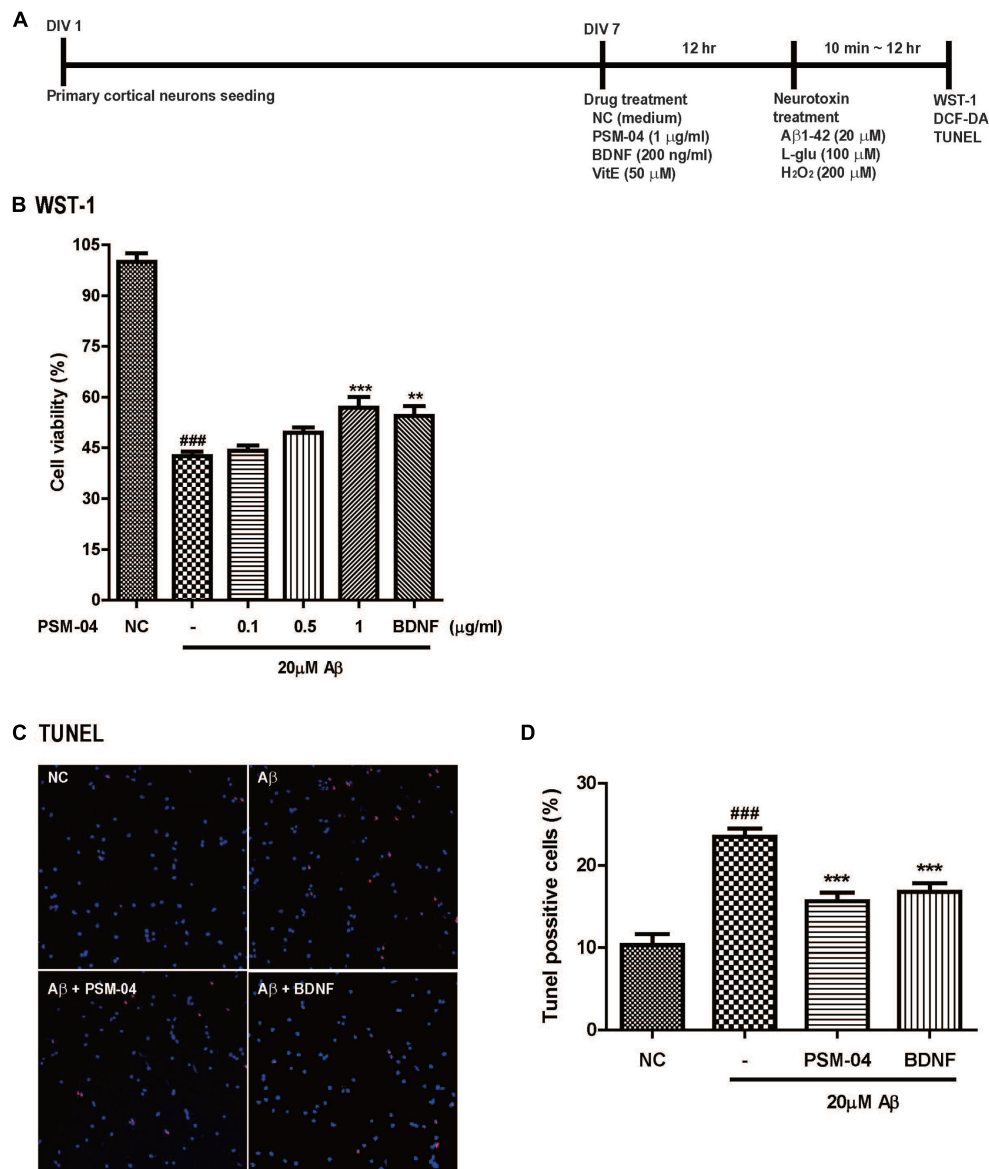 A
DIV 1
DIV 7
12 hr
10 min ~ 12 hr
Primary cortical neurons seeding
Drug treatment
NC (medium)
PSM-04 (1 μg/ml)
BDNF (200 ng/ml)
VitE (50 μM)
Neurotoxin
treatment
Aβ1-42 (20 μM)
L-glu (100 μM)
H₂O₂ (200 μM)
WST-1
DCF-DA
TUNEL
B WST-1
Cell viability (%)
105
90
75
60
45
30
15
0
###
***
**
PSM-04 NC - 0.1 0.5 1 BDNF (μg/ml)
20μM Aβ
C TUNEL
NC
Aβ
Aβ + PSM-04
Aβ + BDNF
D
Tunel possitive cells (%)
30
20
10
0
###
***
***
NC - PSM-04 BDNF
20μM Aβ